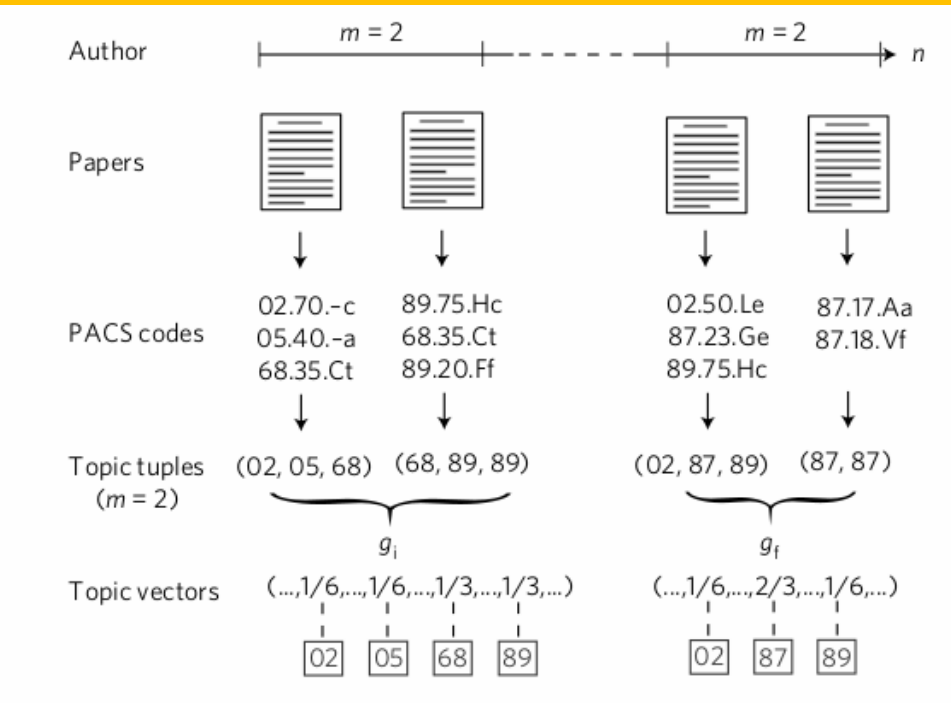 m = 2 m = 2
Author n
Papers
02.70.-c 89.75.Hc 02.50.Le 87.17.Aa
PACS codes 05.40.-a 68.35.Ct 87.23.Ge 87.18.Vf
68.35.Ct 89.20.Ff 89.75.Hc
Topic tuples (02, 05, 68) (68, 89, 89) (02, 87, 89) (87, 87)
(m = 2)
gi gf
Topic vectors (...,1/6,...,1/6,...,1/3,...,1/3,...) (...,1/6,...,2/3,...,1/6,...)
02 05 68 89 02 87 89